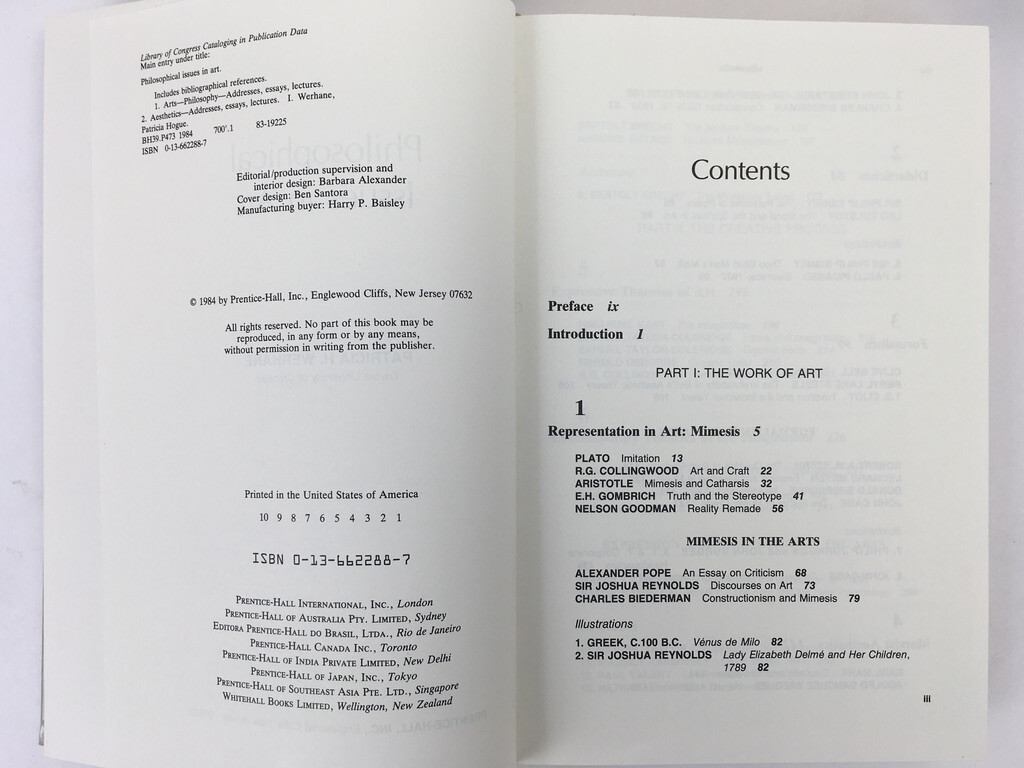 Library of Congress Cataloging in Publication Data
Main entry under title:
Philosophical issues in art.
Includes bibliographical references.
1. Arts—Philosophy—Addresses, essays, lectures.
2. Aesthetics—Addresses, essays, lectures. I. Werhane,
Patricia Hogue.
BH39.P473 1984 700'.1 83-19225
ISBN 0-13-662288-7
Editorial/production supervision and
interior design: Barbara Alexander
Cover design: Ben Santora
Manufacturing buyer: Harry P. Baisley
© 1984 by Prentice-Hall, Inc., Englewood Cliffs, New Jersey 07632
All rights reserved. No part of this book may be
reproduced, in any form or by any means,
without permission in writing from the publisher.
Printed in the United States of America
10 9 8 7 6 5 4 3 2 1
ISBN 0-13-662288-7
PRENTICE-HALL INTERNATIONAL, INC., London
PRENTICE-HALL OF AUSTRALIA PTY. LIMITED, Sydney
EDITORA PRENTICE-HALL DO BRASIL, LTDA., Rio de Janeiro
PRENTICE-HALL CANADA INC., Toronto
PRENTICE-HALL OF INDIA PRIVATE LIMITED, New Delhi
PRENTICE-HALL OF JAPAN, INC., Tokyo
PRENTICE-HALL OF SOUTHEAST ASIA PTE. LTD., Singapore
WHITEHALL BOOKS LIMITED, Wellington, New Zealand
Contents
Preface ix
Introduction 1
PART I: THE WORK OF ART
1
Representation in Art: Mimesis 5
PLATO Imitation 13
R.G. COLLINGWOOD Art and Craft 22
ARISTOTLE Mimesis and Catharsis 32
E.H. GOMBRICH Truth and the Stereotype 41
NELSON GOODMAN Reality Remade 56
MIMESIS IN THE ARTS
ALEXANDER POPE An Essay on Criticism 68
SIR JOSHUA REYNOLDS Discourses on Art 73
CHARLES BIEDERMAN Constructionism and Mimesis 79
Illustrations
1. GREEK, C.100 B.C. Vénus de Milo 82
2. SIR JOSHUA REYNOLDS Lady Elizabeth Delmé and Her Children,
1789 82
iii